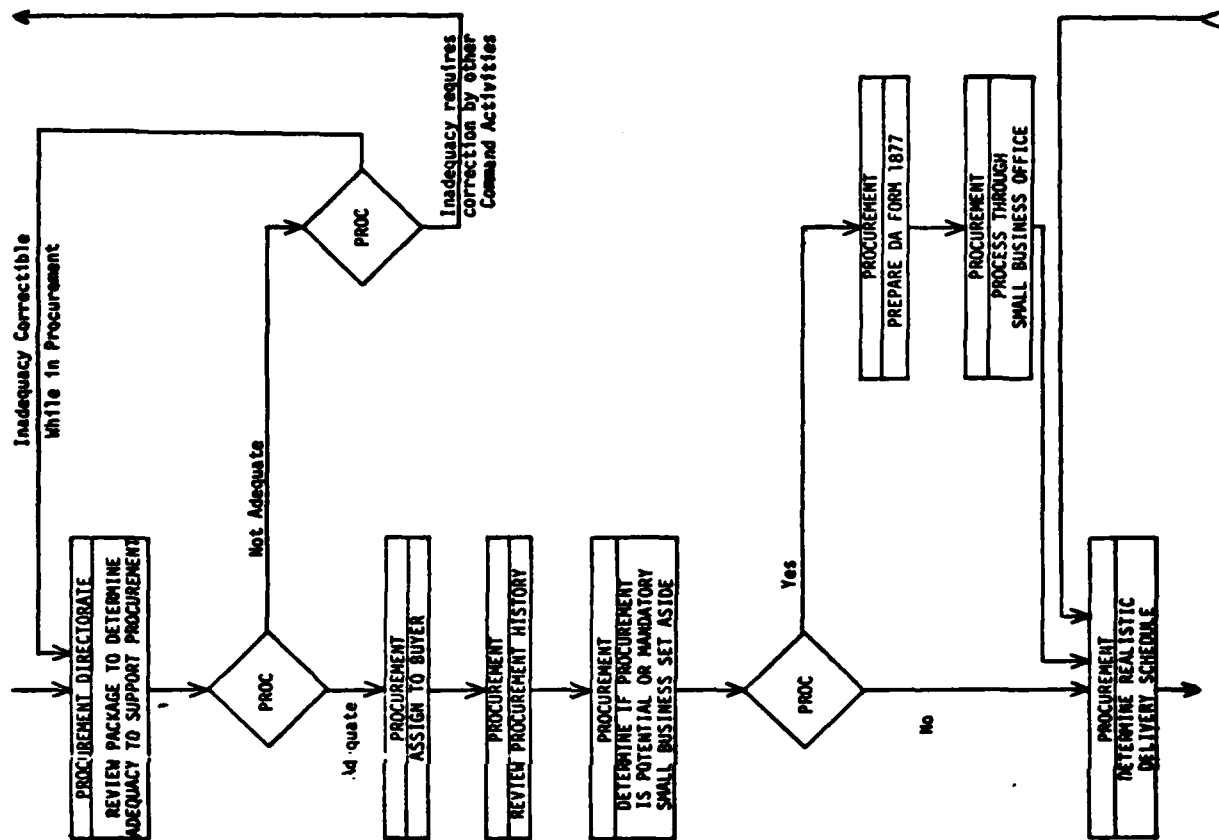 Inadequacy Correctible
While in Procurement
Inadequacy requires
correction by other
Command Activities
PROCUREMENT DIRECTORATE
REVIEW PACKAGE TO DETERMINE
ADEQUACY TO SUPPORT PROCUREMENT
PROC
Not Adequate
PROC
PROCUREMENT
ASSIGN TO BUYER
PROCUREMENT
REVIEW PROCUREMENT HISTORY
PROCUREMENT
DETERMINE IF PROCUREMENT
IS POTENTIAL OR MANDATORY
SMALL BUSINESS SET ASIDE
PROC
Yes
PROCUREMENT
PREPARE DA FORM 1877
PROCUREMENT
PROCESS THROUGH
SMALL BUSINESS OFFICE
No
PROCUREMENT
DETERMINE REALISTIC
DELIVERY SCHEDULE